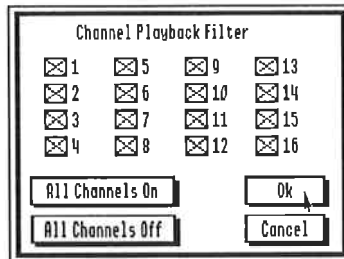 Channel Playback Filter
1 5 9 13
2 6 10 14
3 7 11 15
4 8 12 16
All Channels On Ok
All Channels Off Cancel